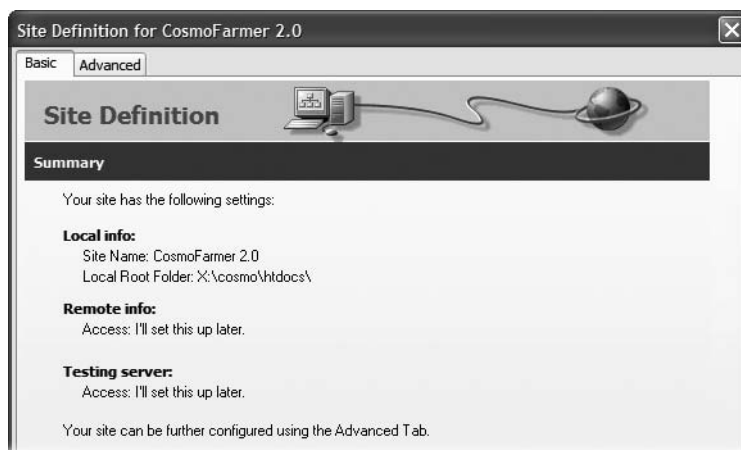 Site Definition for CosmoFarmer 2.0
Basic Advanced
Site Definition
Summary
Your site has the following settings:
Local info:
Site Name: CosmoFarmer 2.0
Local Root Folder: X:\cosmo\htdocs\
Remote info:
Access: I'll set this up later.
Testing server:
Access: I'll set this up later.
Your site can be further configured using the Advanced Tab.